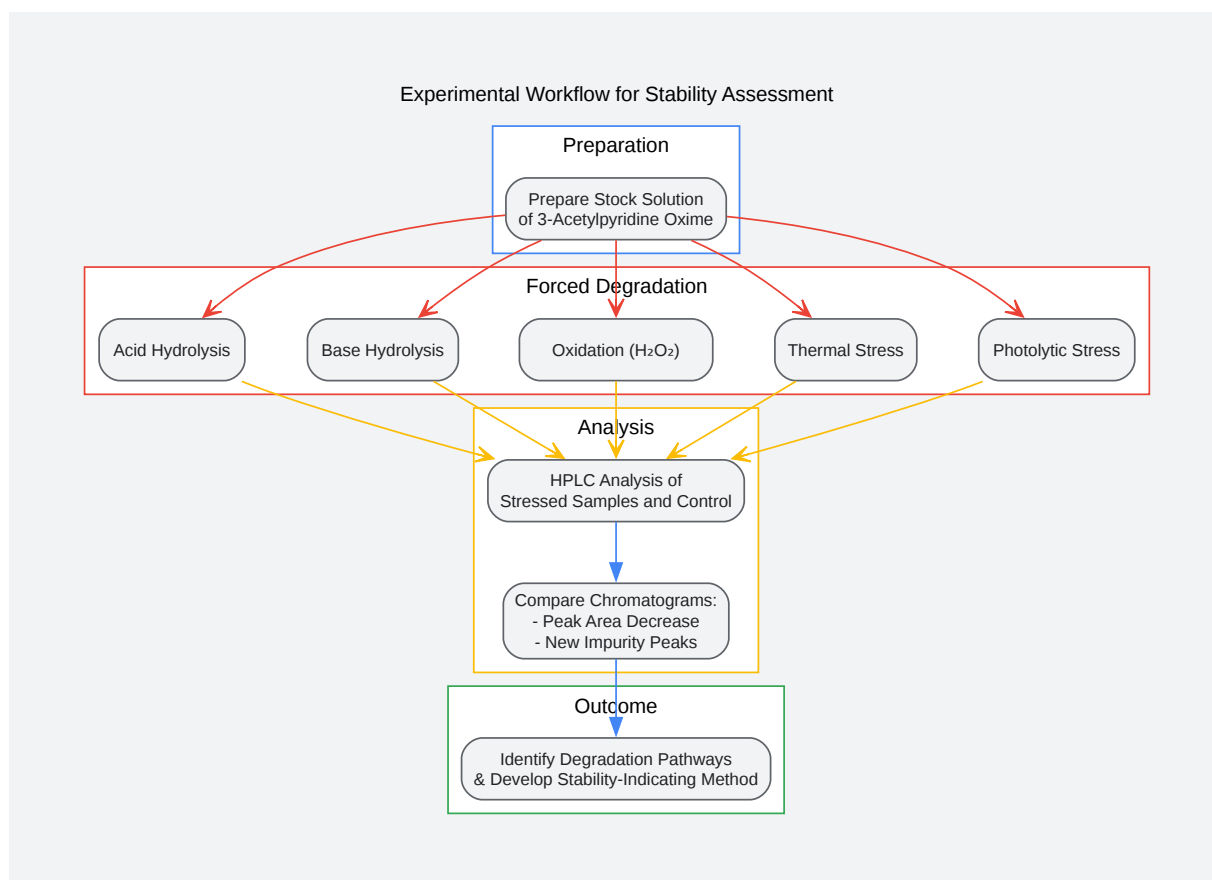 Experimental Workflow for Stability Assessment
Preparation
Prepare Stock Solution
of 3-Acetylpyridine Oxime
Forced Degradation
Acid Hydrolysis
Base Hydrolysis
Oxidation (H₂O₂)
Thermal Stress
Photolytic Stress
Analysis
HPLC Analysis of
Stressed Samples and Control
Compare Chromatograms:
- Peak Area Decrease
- New Impurity Peaks
Outcome
Identify Degradation Pathways
& Develop Stability-Indicating Method